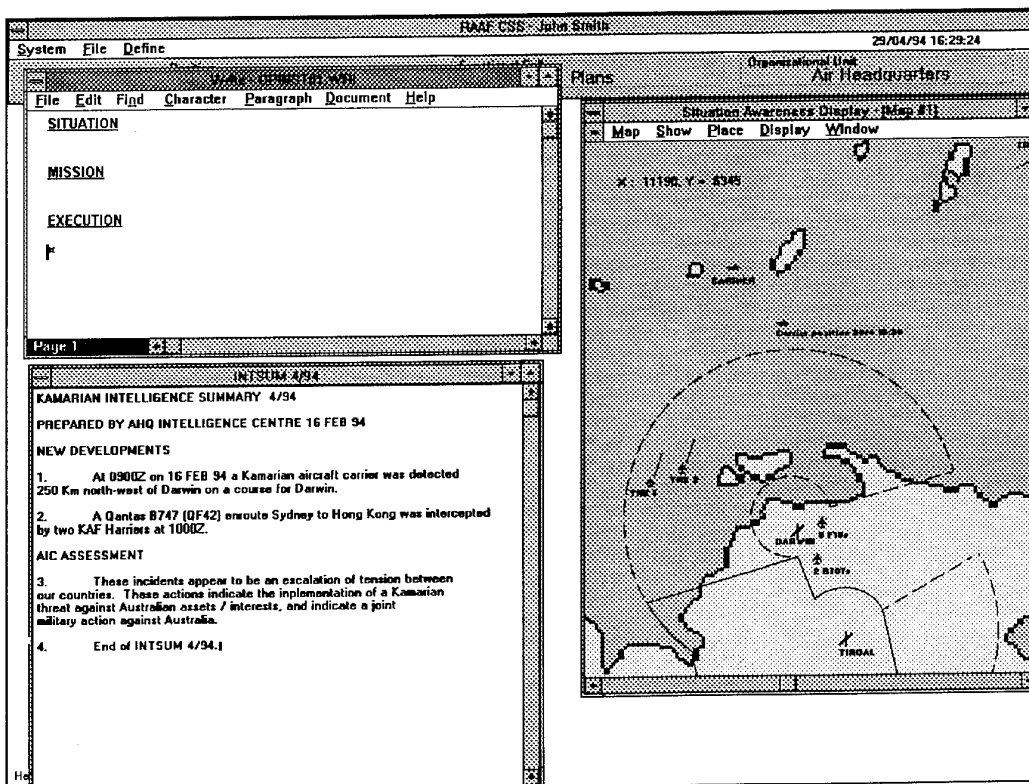 RAAF CSS - John Smith
System File Define
29/04/94 16:29:24
Plans
Organisational Unit
Air Headquarters
File Edit Find Character Paragraph Document Help
SITUATION
MISSION
EXECUTION
Page 1
INTSUM 4/94
KAMARIAN INTELLIGENCE SUMMARY 4/94
PREPARED BY AHQ INTELLIGENCE CENTRE 16 FEB 94
NEW DEVELOPMENTS
1. At 0900Z on 16 FEB 94 a Kamarian aircraft carrier was detected
250 Km north-west of Darwin on a course for Darwin.
2. A Qantas B747 (QF42) enroute Sydney to Hong Kong was intercepted
by two KAF Harriers at 1000Z.
AIC ASSESSMENT
3. These incidents appear to be an escalation of tension between
our countries. These actions indicate the inplementation of a Kamarian
threat against Australian assets / interests, and indicate a joint
military action against Australia.
4. End of INTSUM 4/94.
Situation Awareness Display - [Map #1]
Map Show Place Display Window
DARWIN
2 B707s
TINDAL